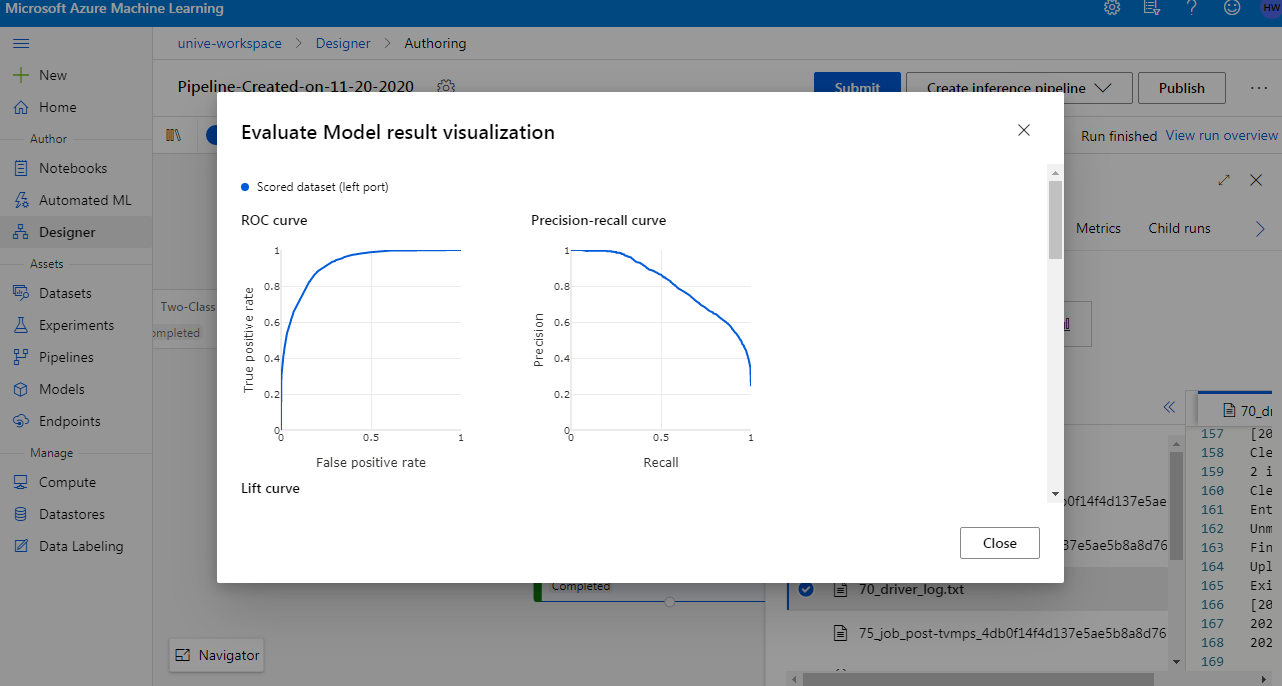 Microsoft Azure Machine Learning
HW
unive-workspace > Designer > Authoring
New
Home
Author
Notebooks
Automated ML
Designer
Assets
Datasets
Experiments
Pipelines
Models
Endpoints
Manage
Compute
Datastores
Data Labeling
Pipeline-Created-on-11-20-2020
Submit
Create inference pipeline
Publish
Run finished View run overview
Metrics Child runs
Two-Class
ompleted
Evaluate Model result visualization
Scored dataset (left port)
ROC curve
1
0.8
0.6
0.4
0.2
0
0 0.5 1
True positive rate
False positive rate
Precision-recall curve
1
0.8
0.6
0.4
0.2
0
0 0.5 1
Precision
Recall
Lift curve
Close
Completed
Navigator
b0f14f4d137e5ae
37e5ae5b8a8d76
70_driver_log.txt
75_job_post-tvmps_4db0f14f4d137e5ae5b8a8d76
70_dr
157 [20
158 Cle
159 2 i
160 Cle
161 Ent
162 Unm
163 Fin
164 Upl
165 Exi
166 [20
167 202
168 202
169